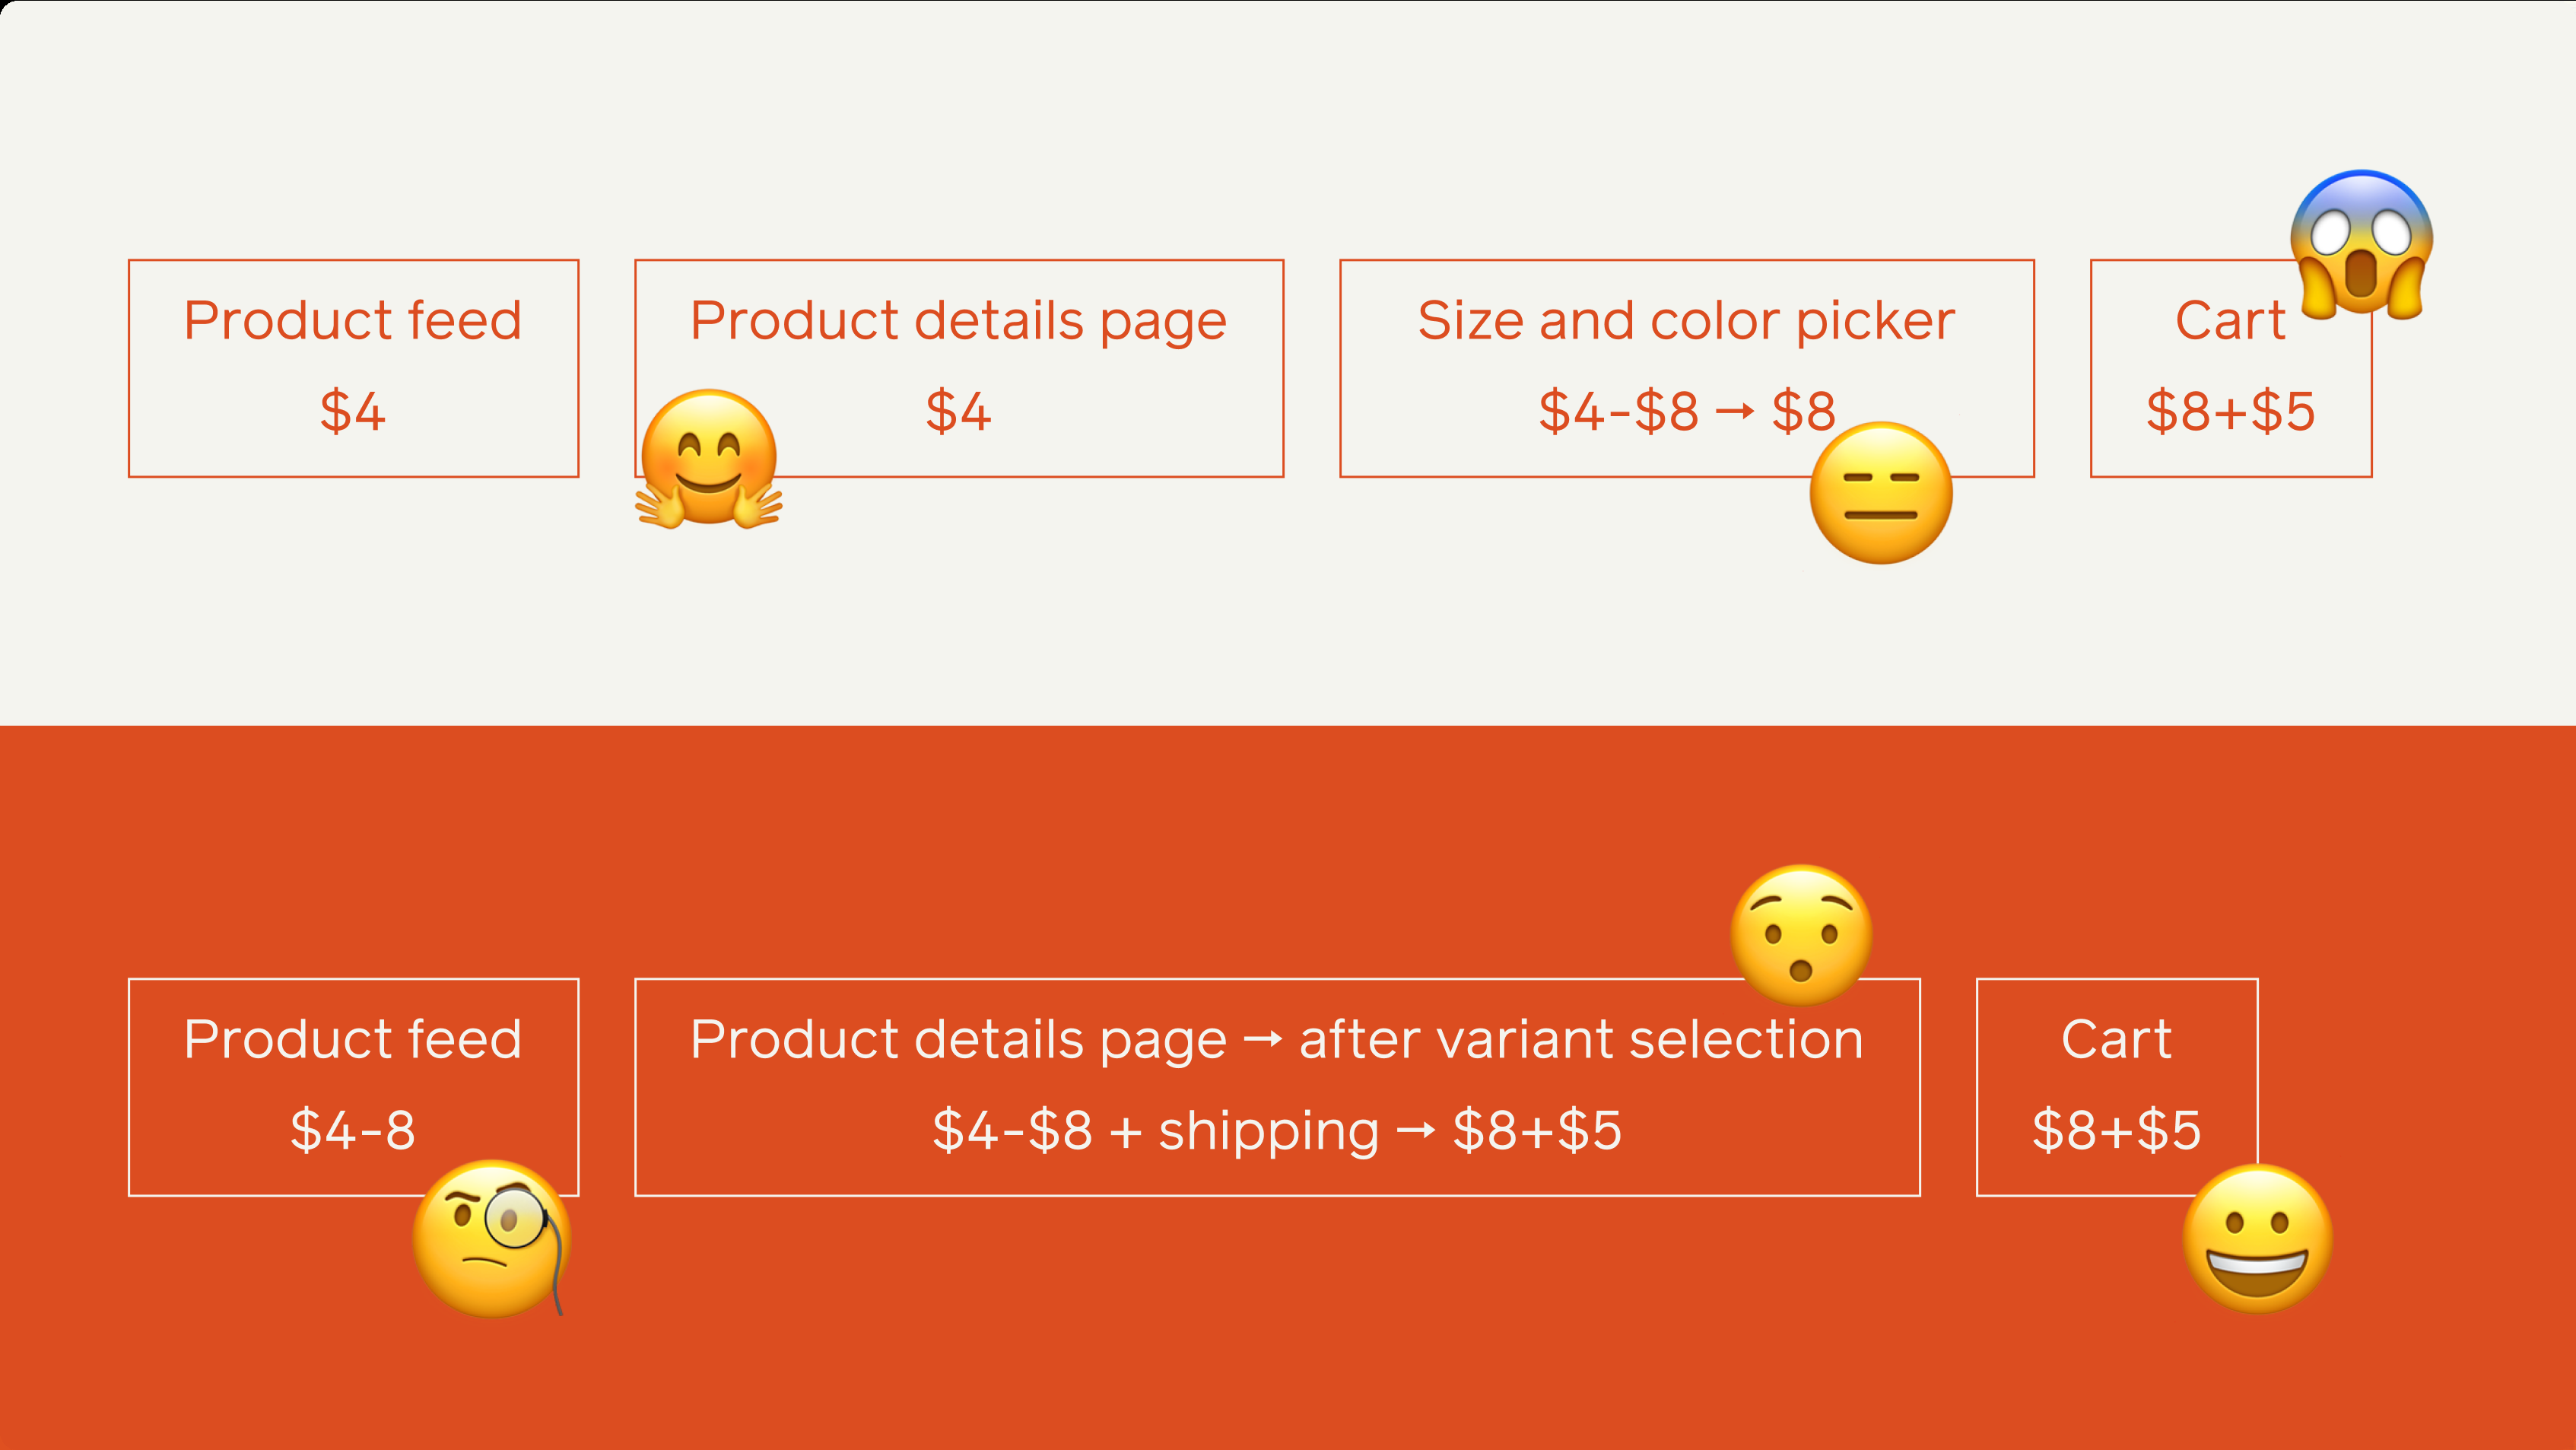 Product feed
$4
Product details page
$4
Size and color picker
$4-$8 → $8
Cart
$8+$5
Product feed
$4-8
Product details page → after variant selection
$4-$8 + shipping → $8+$5
Cart
$8+$5